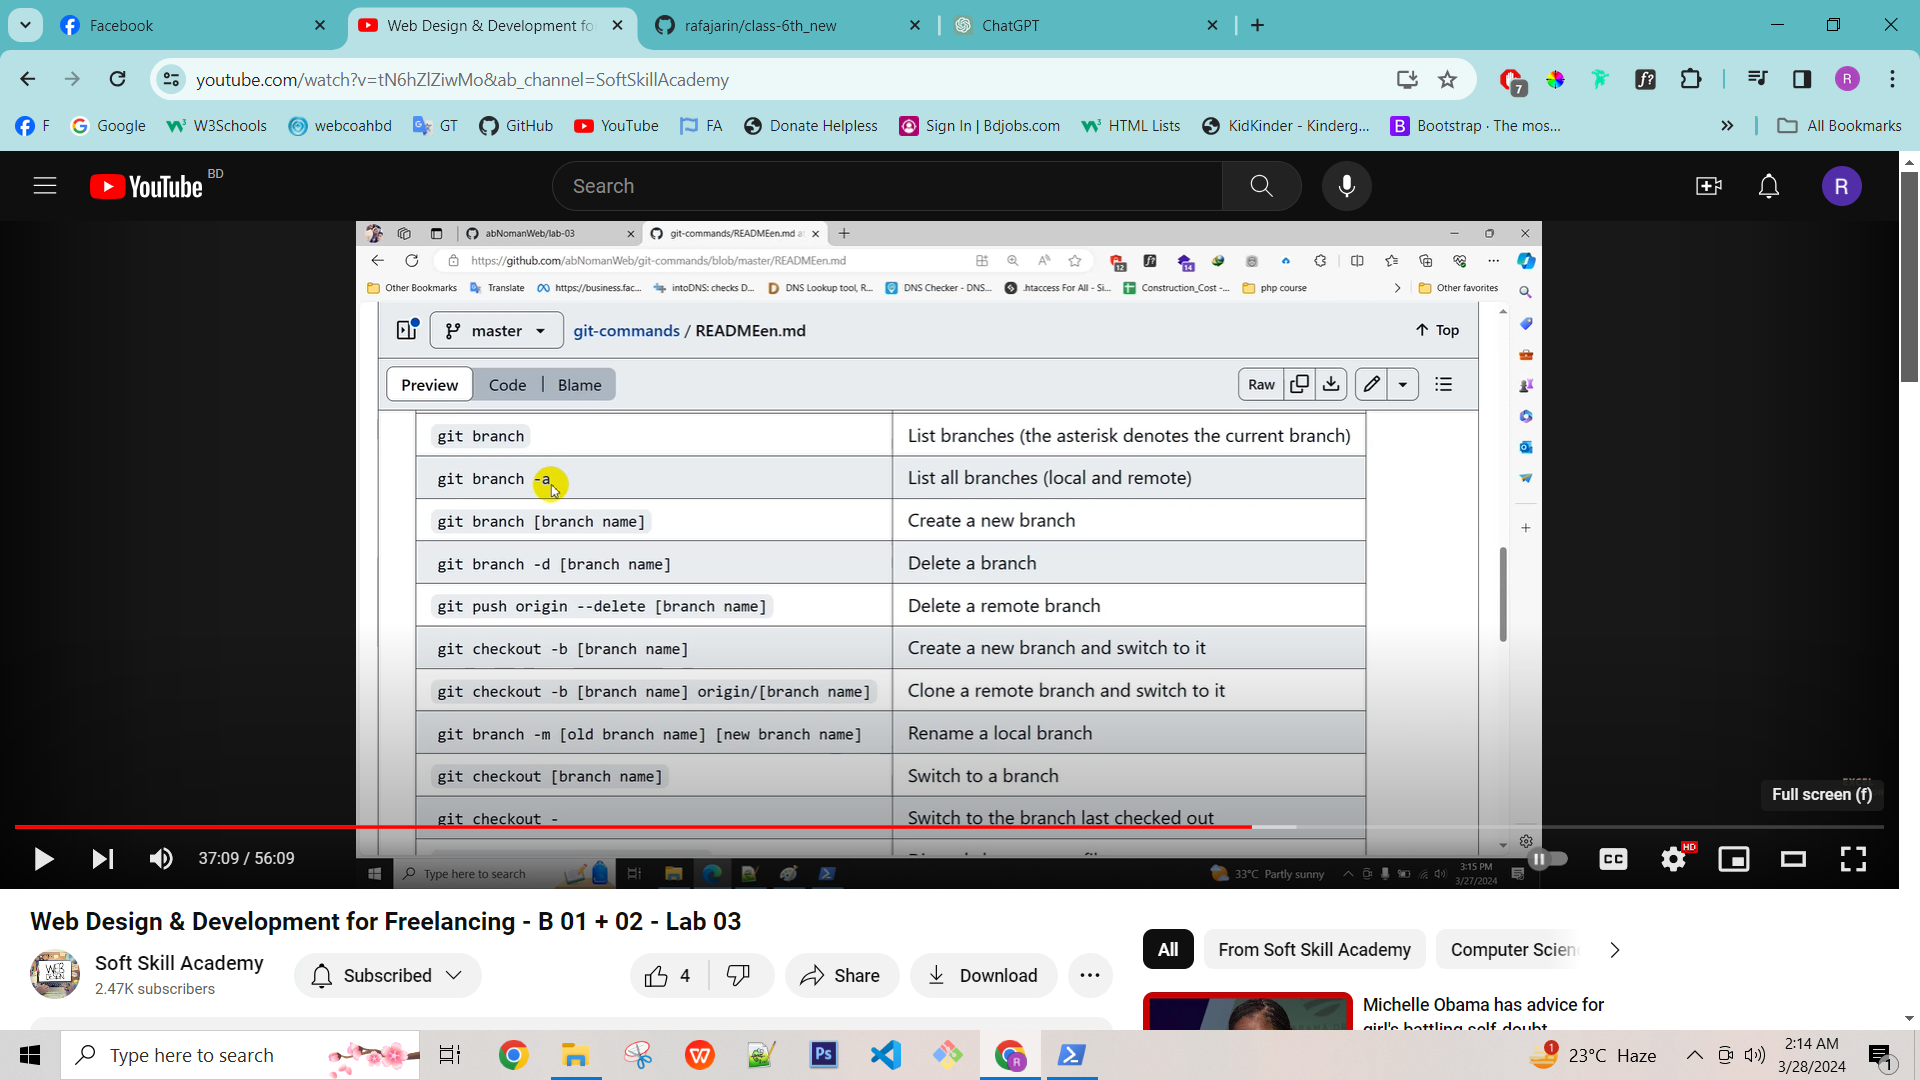 Facebook
Web Design & Development fo
rafajarin/class-6th_new
ChatGPT
youtube.com/watch?v=tN6hZlZiwMo&ab_channel=SoftSkillAcademy
7
R
F
Google
W3Schools
webcoahbd
GT
GitHub
YouTube
FA
Donate Helpless
Sign In | Bdjobs.com
HTML Lists
KidKinder - Kinderg...
Bootstrap · The mos...
All Bookmarks
YouTube BD
Search
R
abNomanWeb/lab-03
git-commands/READMEen.md a
https://github.com/abNomanWeb/git-commands/blob/master/READMEen.md
12
14
Other Bookmarks
Translate
https://business.fac...
intoDNS: checks D...
DNS Lookup tool, R...
DNS Checker - DNS...
.htaccess For All - Si...
Construction_Cost -...
php course
Other favorites
master
git-commands / READMEen.md
Top
Preview
Code
Blame
Raw
git branch
List branches (the asterisk denotes the current branch)
git branch -a
List all branches (local and remote)
git branch [branch name]
Create a new branch
git branch -d [branch name]
Delete a branch
git push origin --delete [branch name]
Delete a remote branch
git checkout -b [branch name]
Create a new branch and switch to it
git checkout -b [branch name] origin/[branch name]
Clone a remote branch and switch to it
git branch -m [old branch name] [new branch name]
Rename a local branch
git checkout [branch name]
Switch to a branch
git checkout -
Switch to the branch last checked out
Full screen (f)
37:09 / 56:09
CC
HD
Type here to search
33°C Partly sunny
3:15 PM
3/27/2024
Web Design & Development for Freelancing - B 01 + 02 - Lab 03
Soft Skill Academy
2.47K subscribers
Subscribed
4
Share
Download
All
From Soft Skill Academy
Computer Scien
Michelle Obama has advice for
girl's battling self-doubt
Type here to search
Ps
1
23°C Haze
2:14 AM
3/28/2024
1